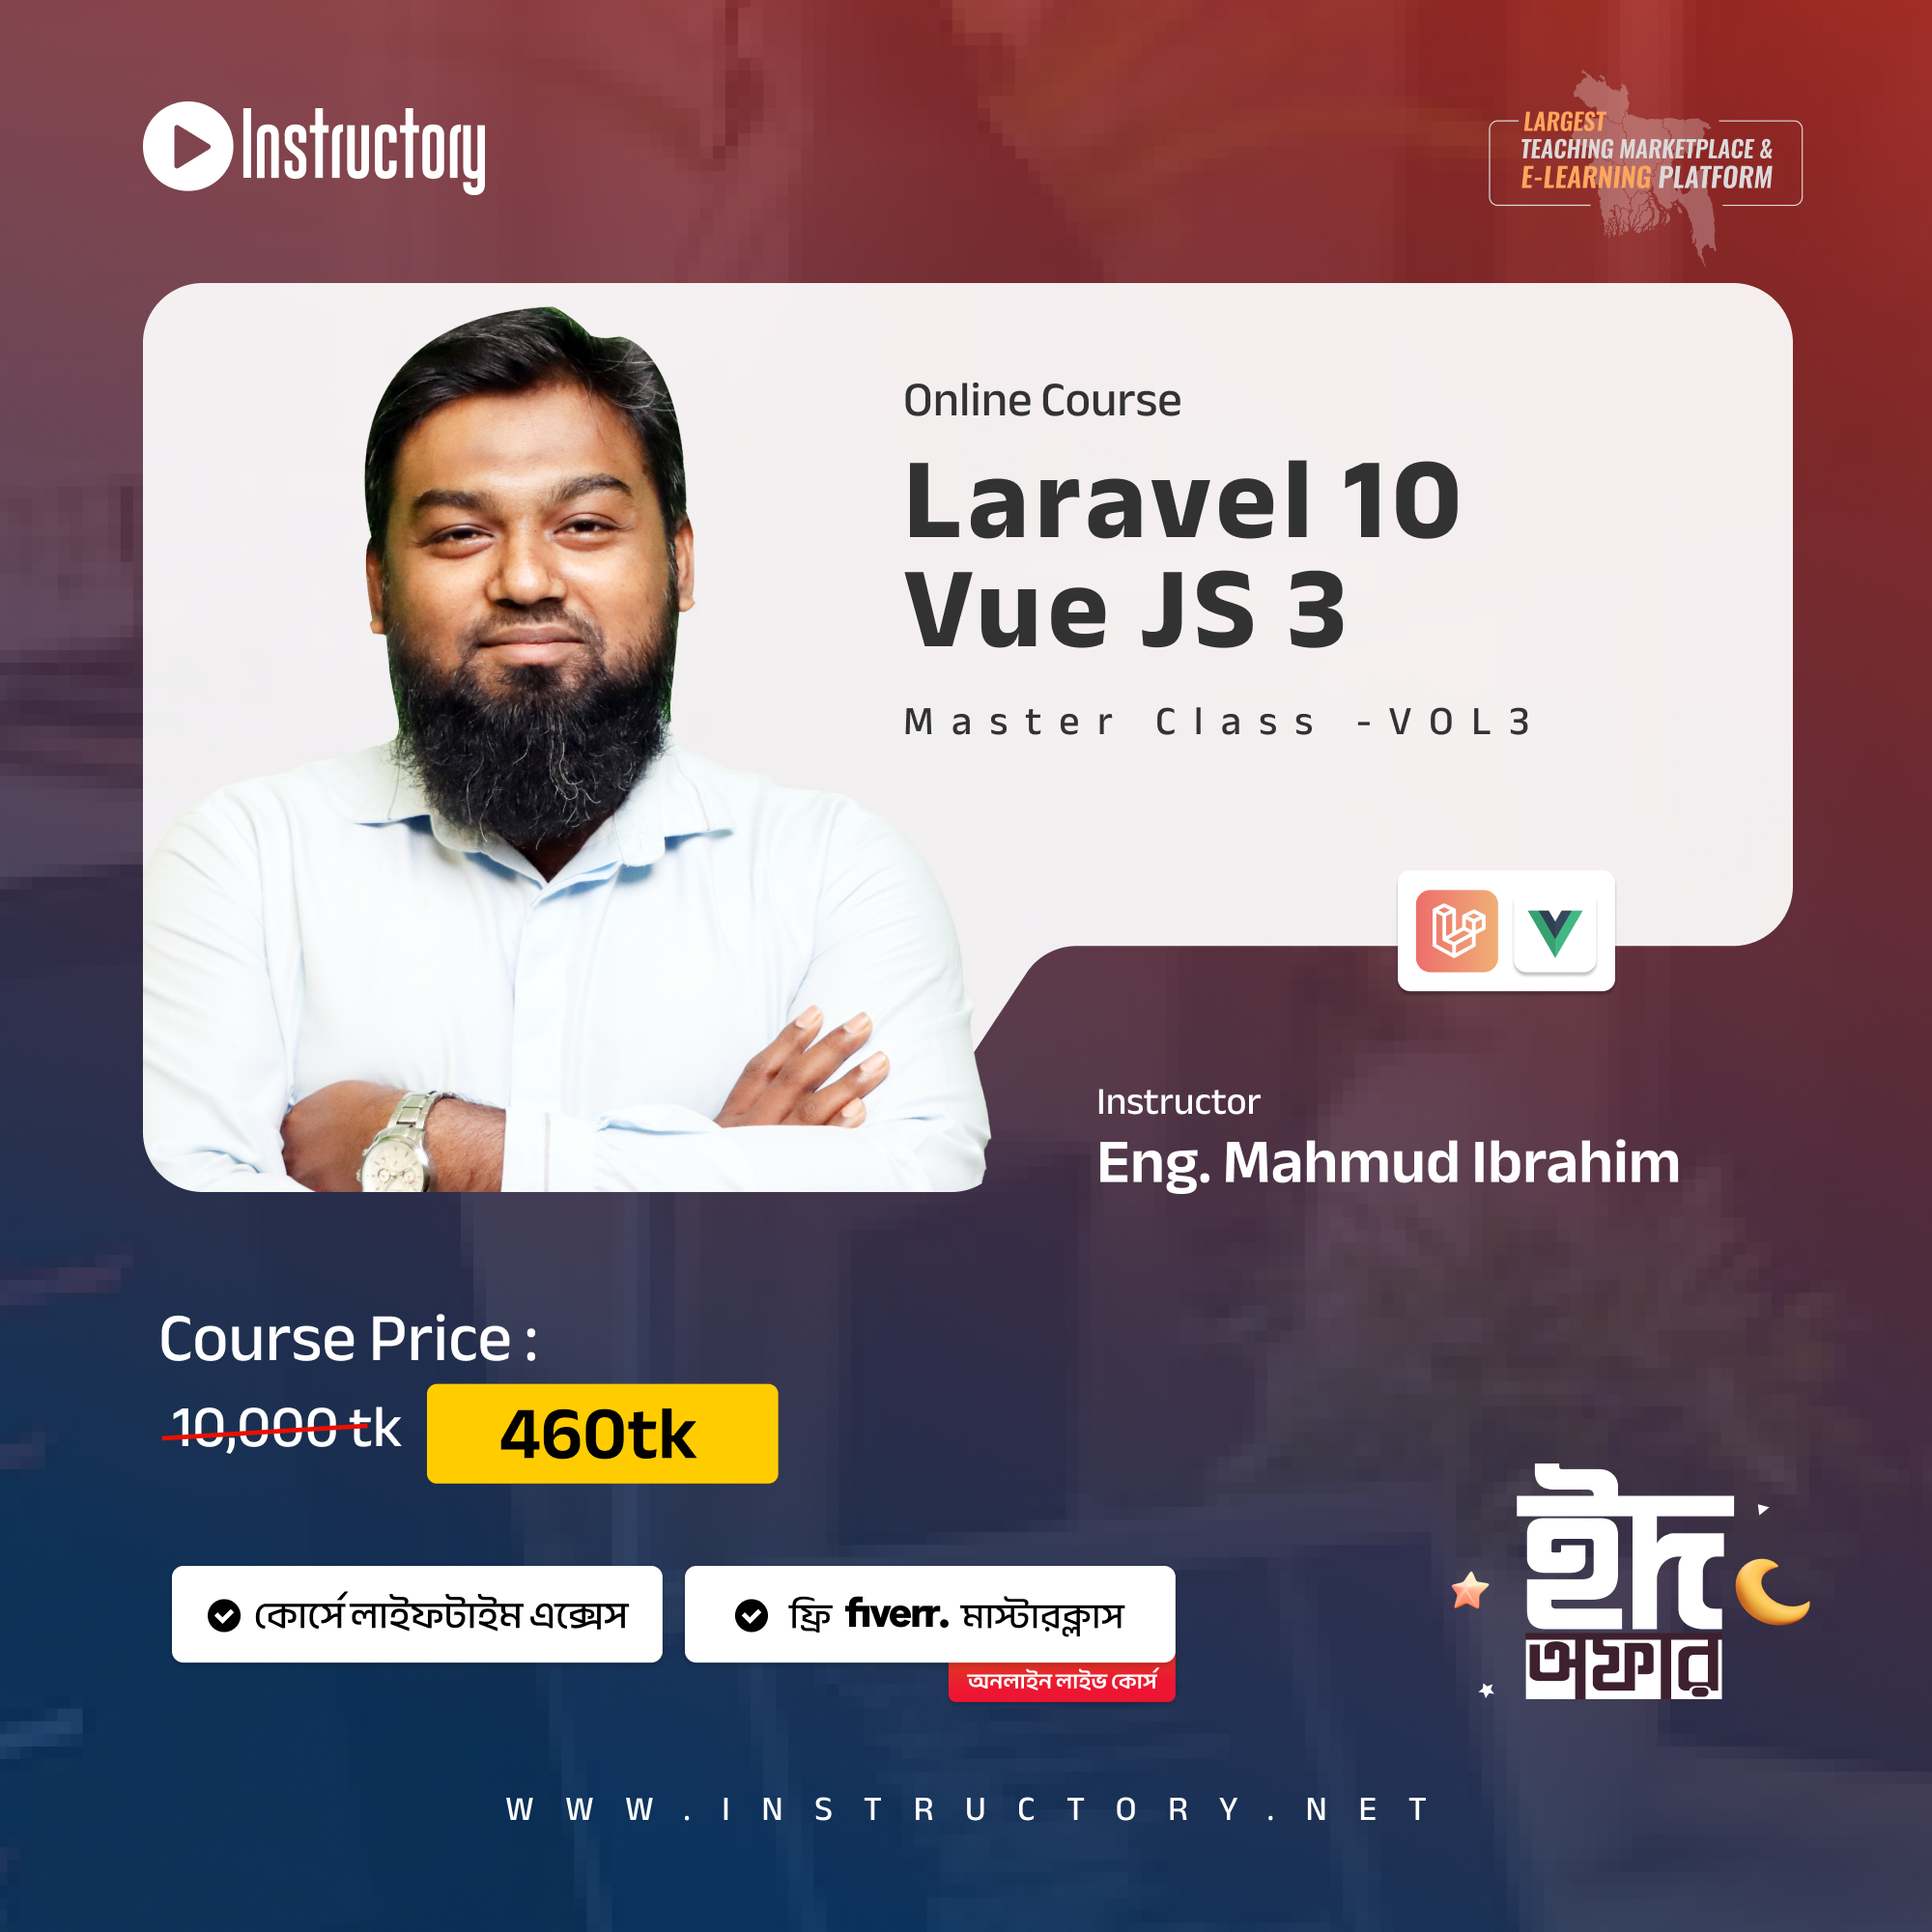 Instructory
LARGEST
TEACHING MARKETPLACE &
E-LEARNING PLATFORM
Online Course
Laravel 10
Vue JS 3
Master Class -VOL3
Instructor
Eng. Mahmud Ibrahim
Course Price :
10,000 tk 460tk
কোর্সে লাইফটাইম এক্সেস
ফ্রি fiverr. মাস্টারক্লাস
অনলাইন লাইভ কোর্স
ঈদ
অফার
WWW.INSTRUCTORY.NET